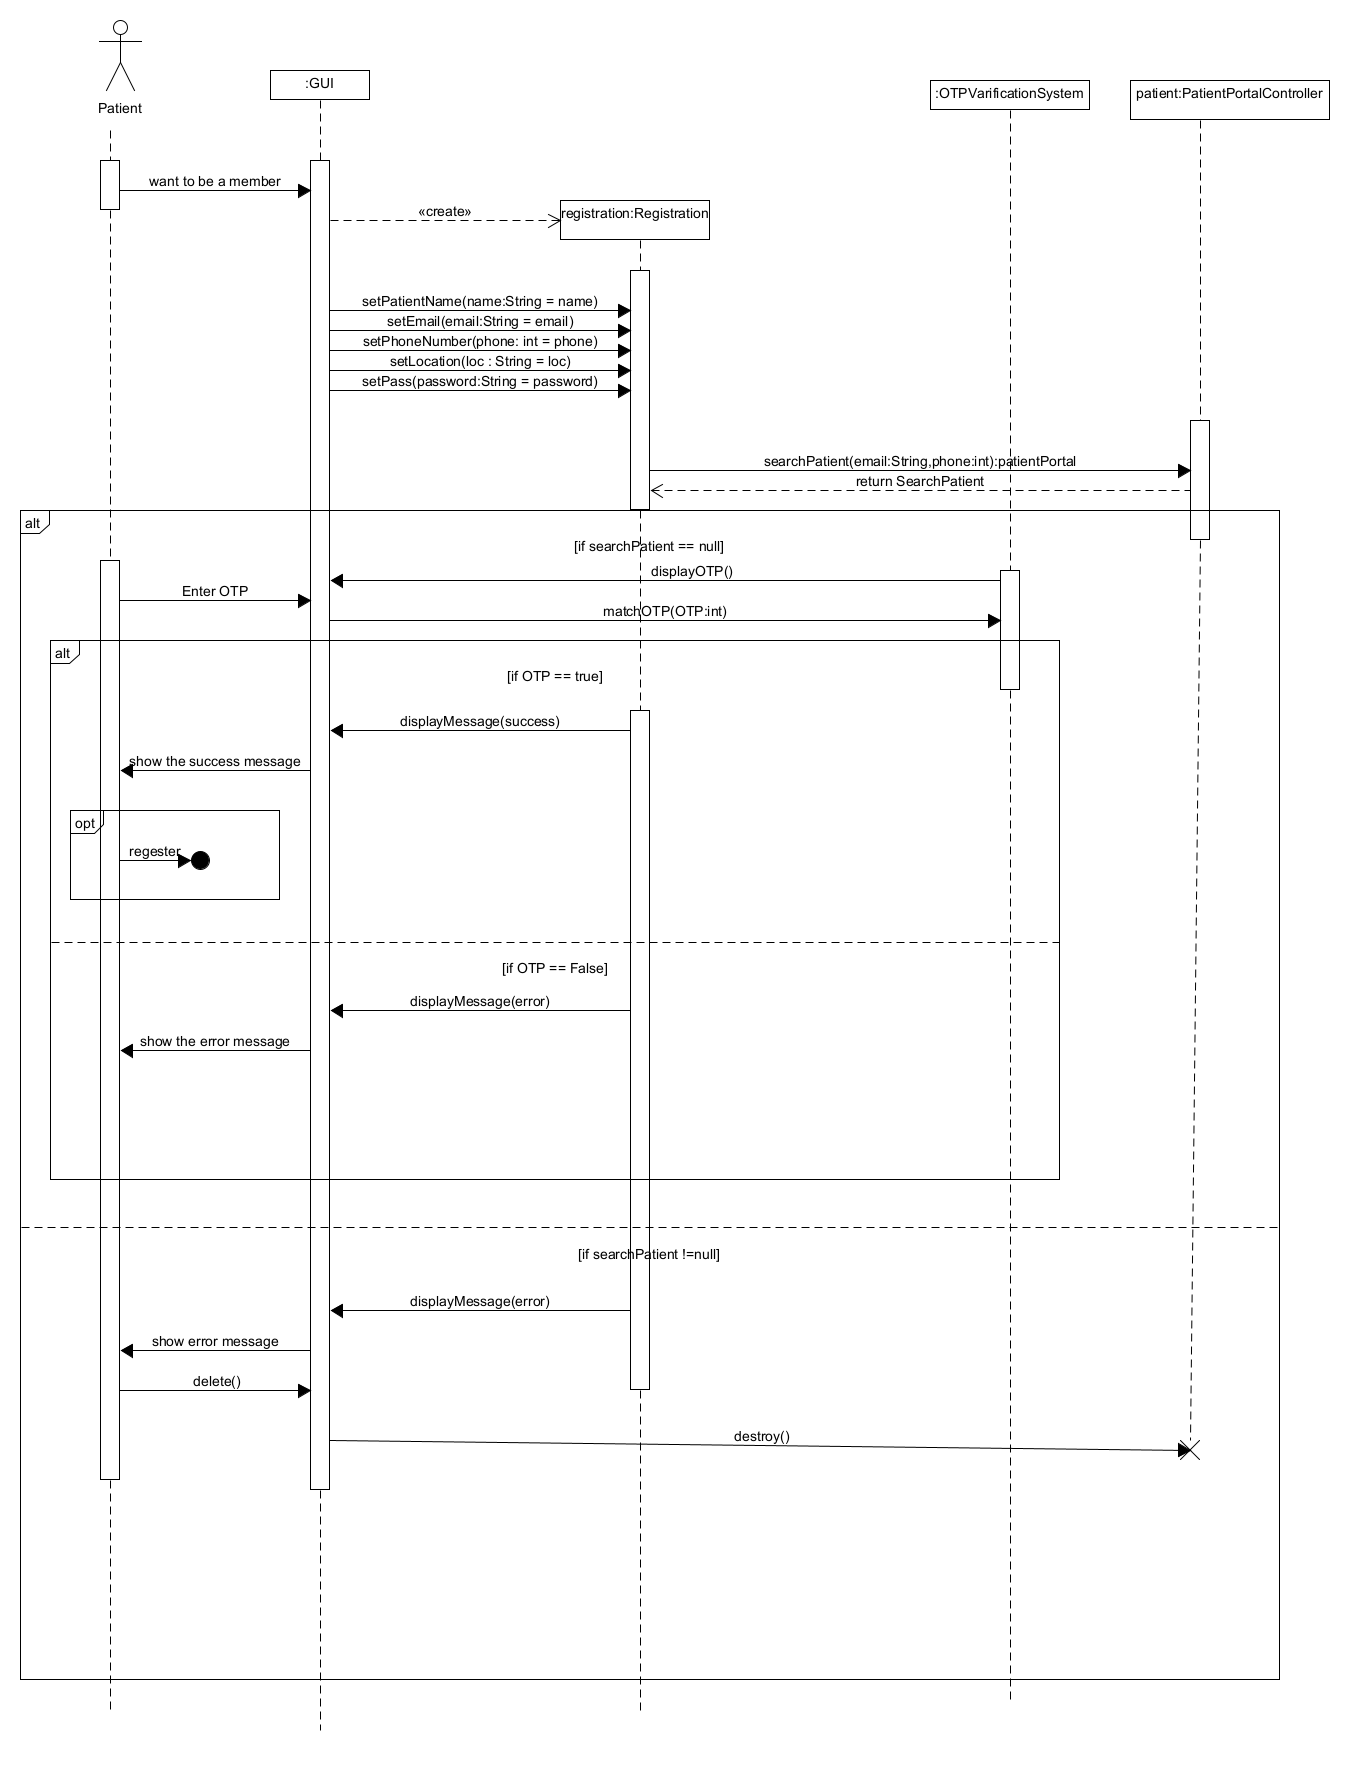 Patient
:GUI
:OTPVarificationSystem
patient:PatientPortalController
want to be a member
«create»
registration:Registration
setPatientName(name:String = name)
setEmail(email:String = email)
setPhoneNumber(phone: int = phone)
setLocation(loc : String = loc)
setPass(password:String = password)
searchPatient(email:String,phone:int):patientPortal
return SearchPatient
alt
[if searchPatient == null]
displayOTP()
Enter OTP
matchOTP(OTP:int)
alt
[if OTP == true]
displayMessage(success)
show the success message
opt
regester
[if OTP == False]
displayMessage(error)
show the error message
[if searchPatient !=null]
displayMessage(error)
show error message
delete()
destroy()